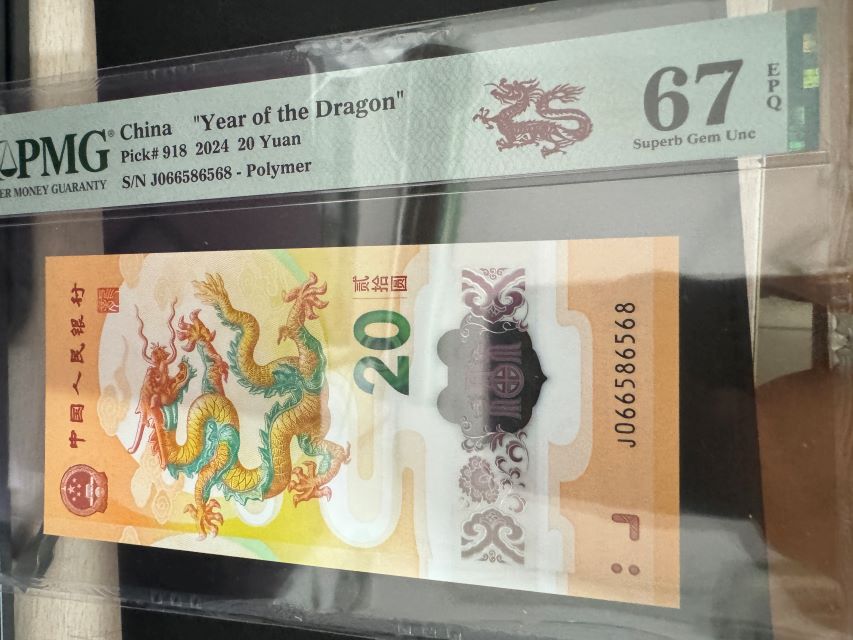 PMG®
ER MONEY GUARANTY
China "Year of the Dragon"
Pick# 918 2024 20 Yuan
S/N J066586568 - Polymer
67
EPQ
Superb Gem Unc
中国人民银行
20
贰拾圆
J066586568